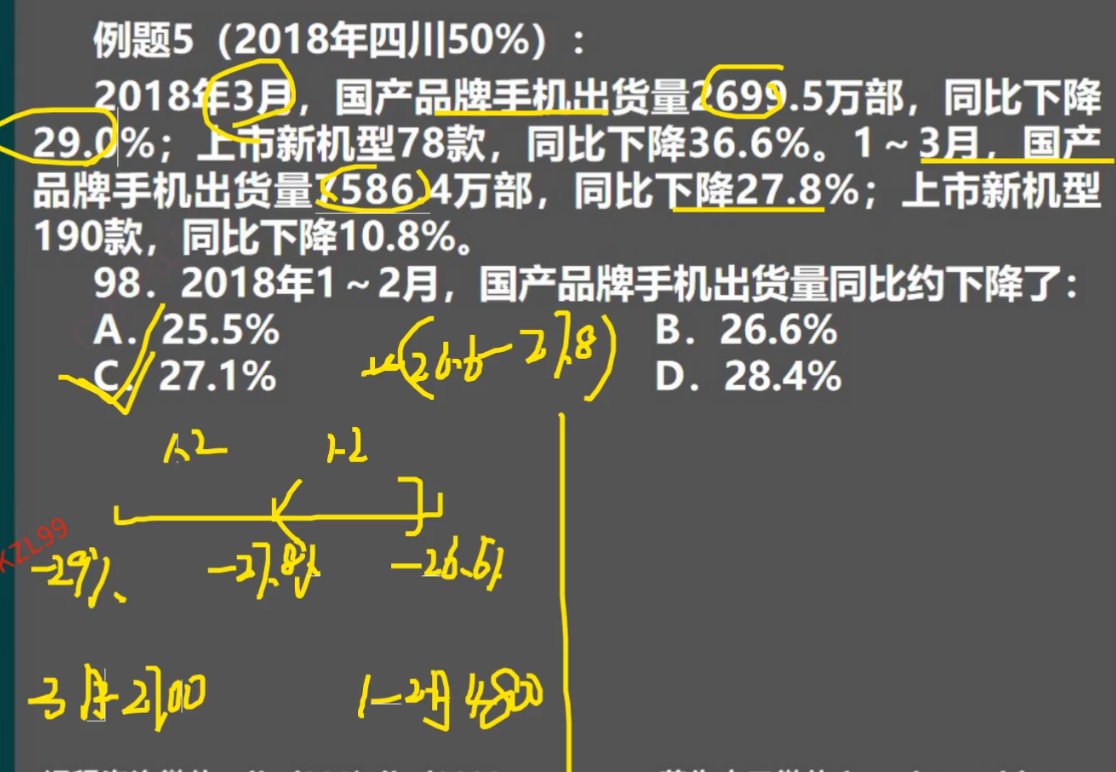 例题5（2018年四川50%）：
2018年3月，国产品牌手机出货量2699.5万部，同比下降
29.0%；上市新机型78款，同比下降36.6%。1～3月，国产
品牌手机出货量7586.4万部，同比下降27.8%；上市新机型
190款，同比下降10.8%。
98．2018年1～2月，国产品牌手机出货量同比约下降了：
A．25.5% B．26.6%
C．27.1% D．28.4%
(26.6-27.8)
1.2 1.2
-29% -27.8% -26.6%
KZL99
3月 2700 1-2月 4800